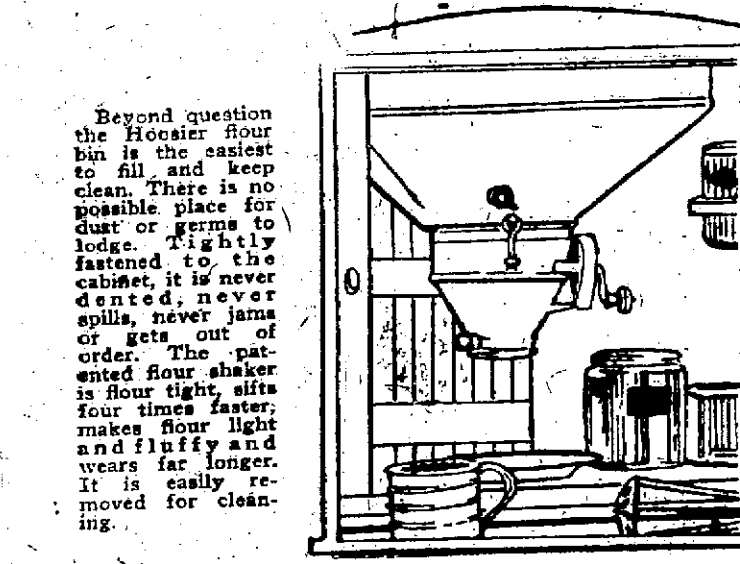 Beyond question
the Hoosier flour
bin is the easiest
to fill and keep
clean. There is no
possible place for
dust or germs to
lodge. Tightly
fastened to the
cabinet, it is never
dented, never
spills, never jams
or gets out of
order. The pat-
ented flour shaker
is flour tight, sifts
four times faster;
makes flour light
and fluffy and
wears far longer.
It is easily re-
moved for clean-
ing.